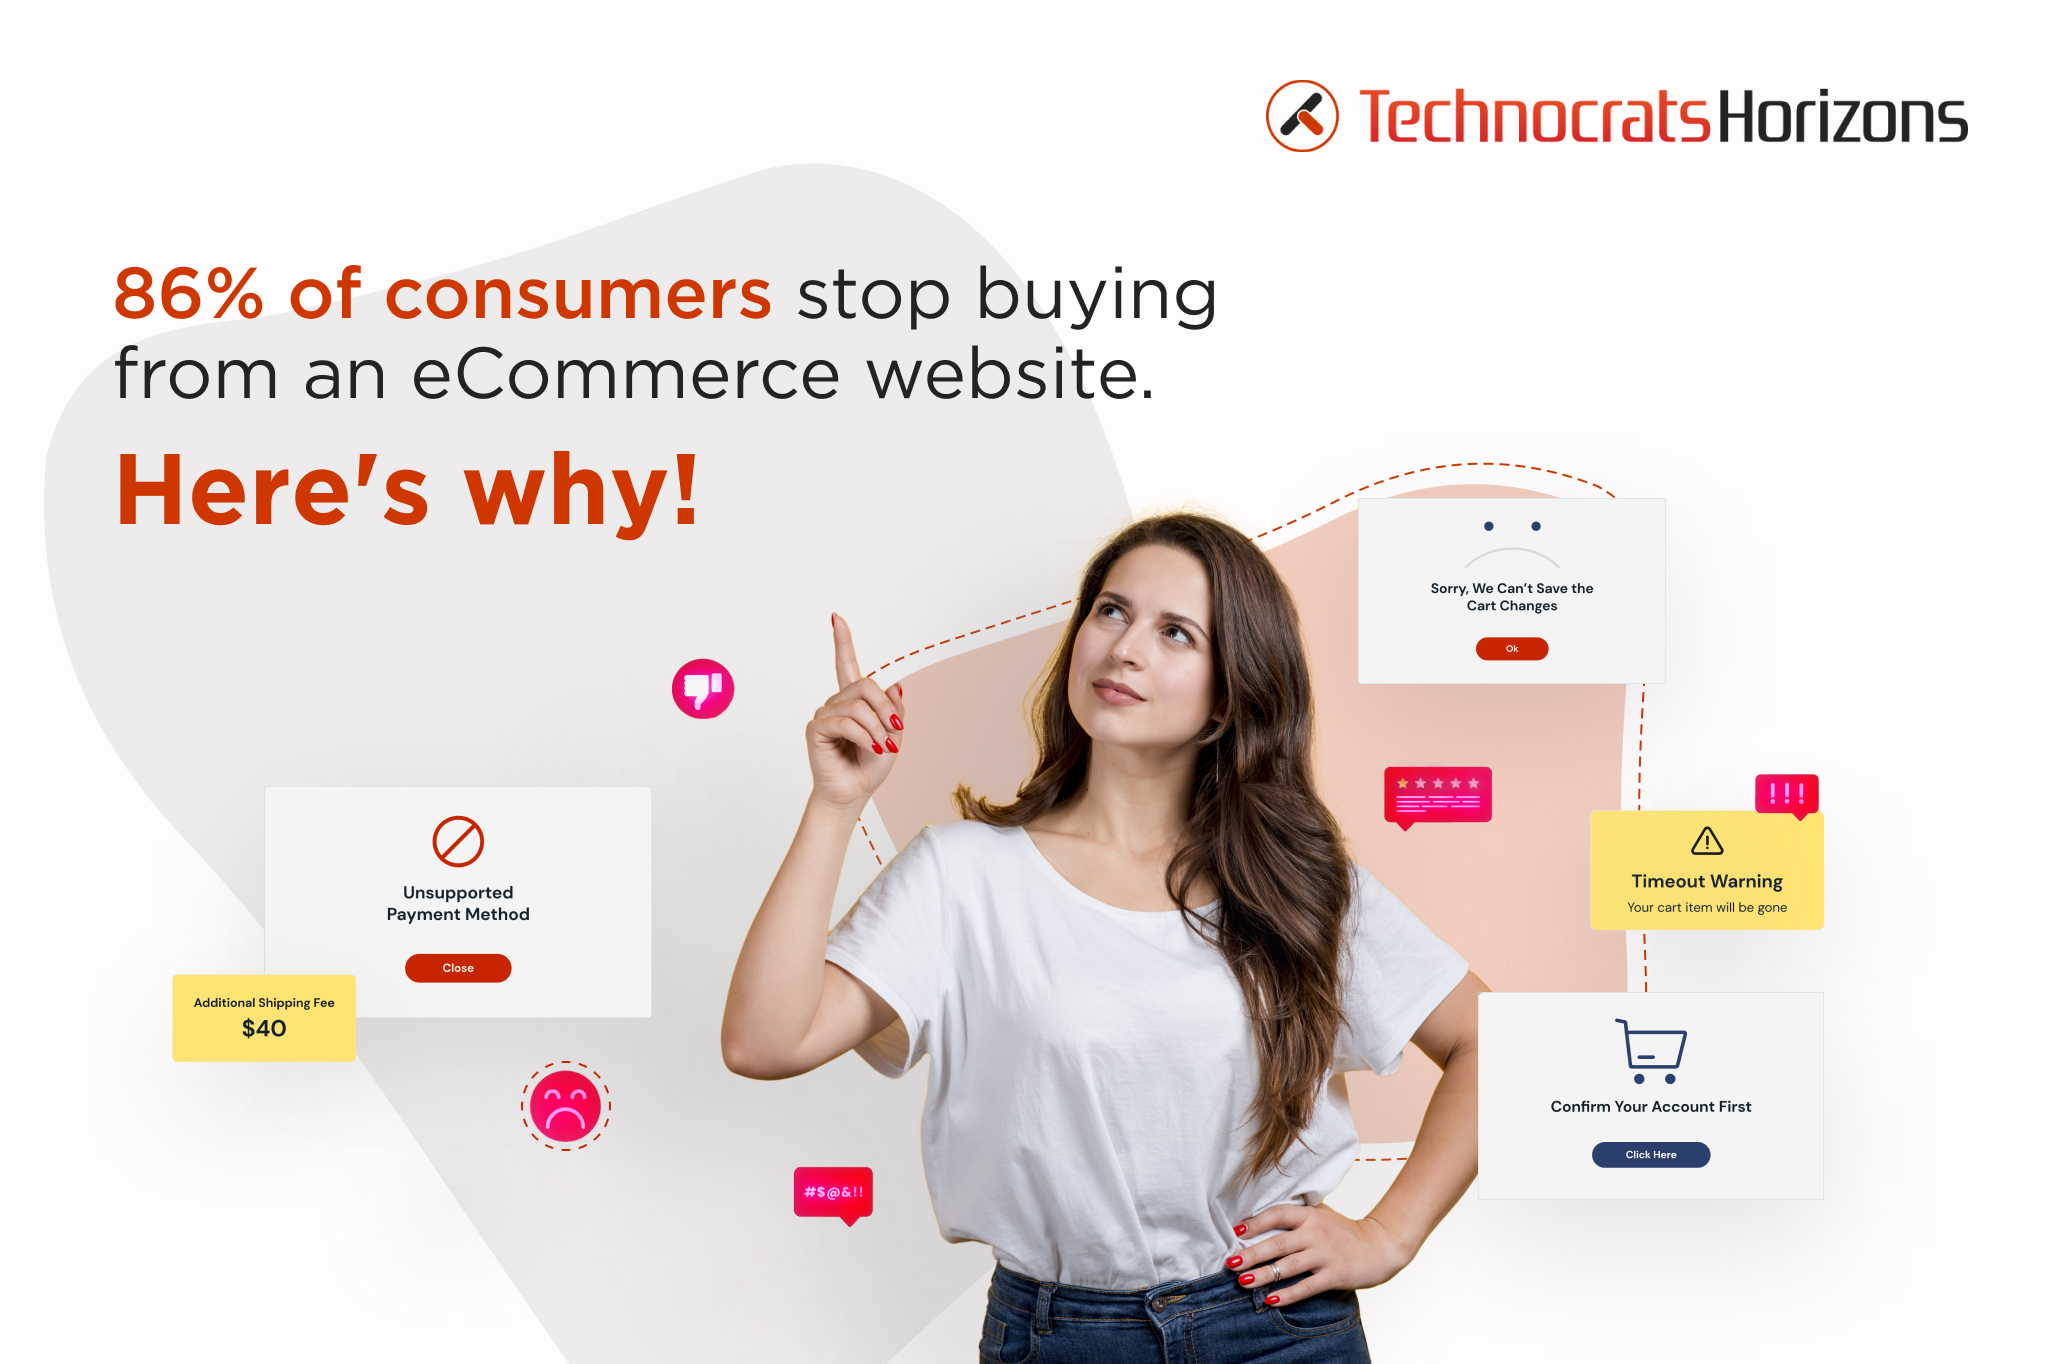 Technocrats Horizons
86% of consumers stop buying
from an eCommerce website.
Here's why!
Sorry, We Can't Save the
Cart Changes
Ok
!!!
Timeout Warning
Your cart item will be gone
Unsupported
Payment Method
Close
Additional Shipping Fee
$40
Confirm Your Account First
Click Here
#$@&!!